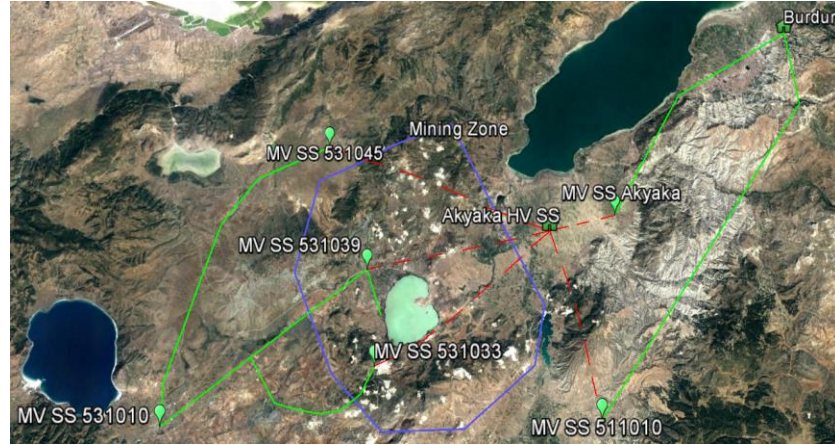 Burdur
Mining Zone
MV SS 531045
MV SS Akyaka
Akyaka HV SS
MV SS 531039
MV SS 531033
MV SS 531010
MV SS 511010